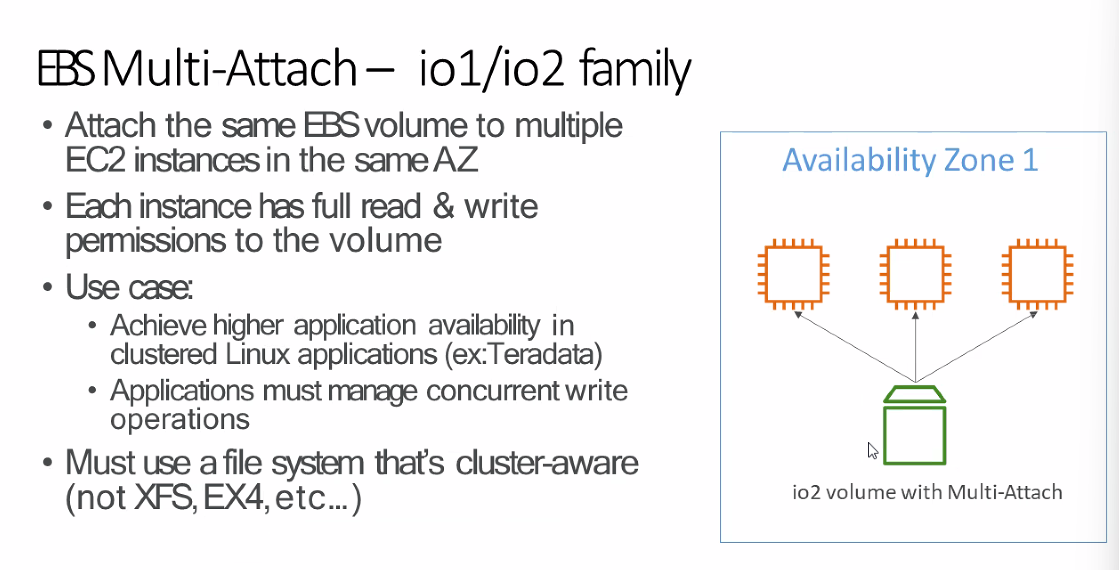 EBS Multi-Attach – io1/io2 family
• Attach the same EBS volume to multiple
EC2 instances in the same AZ
• Each instance has full read & write
permissions to the volume
• Use case:
• Achieve higher application availability in
clustered Linux applications (ex:Teradata)
• Applications must manage concurrent write
operations
• Must use a file system that's cluster-aware
(not XFS, EX4, etc...)
Availability Zone 1
io2 volume with Multi-Attach